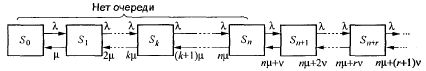 Нет очереди
λ λ λ λ λ λ λ λ
S₀ S₁ Sₖ Sₙ Sₙ₊₁ Sₙ₊ᵣ
μ 2μ kμ (k+1)μ nμ nμ+ν nμ+2ν nμ+rν nμ+(r+1)ν